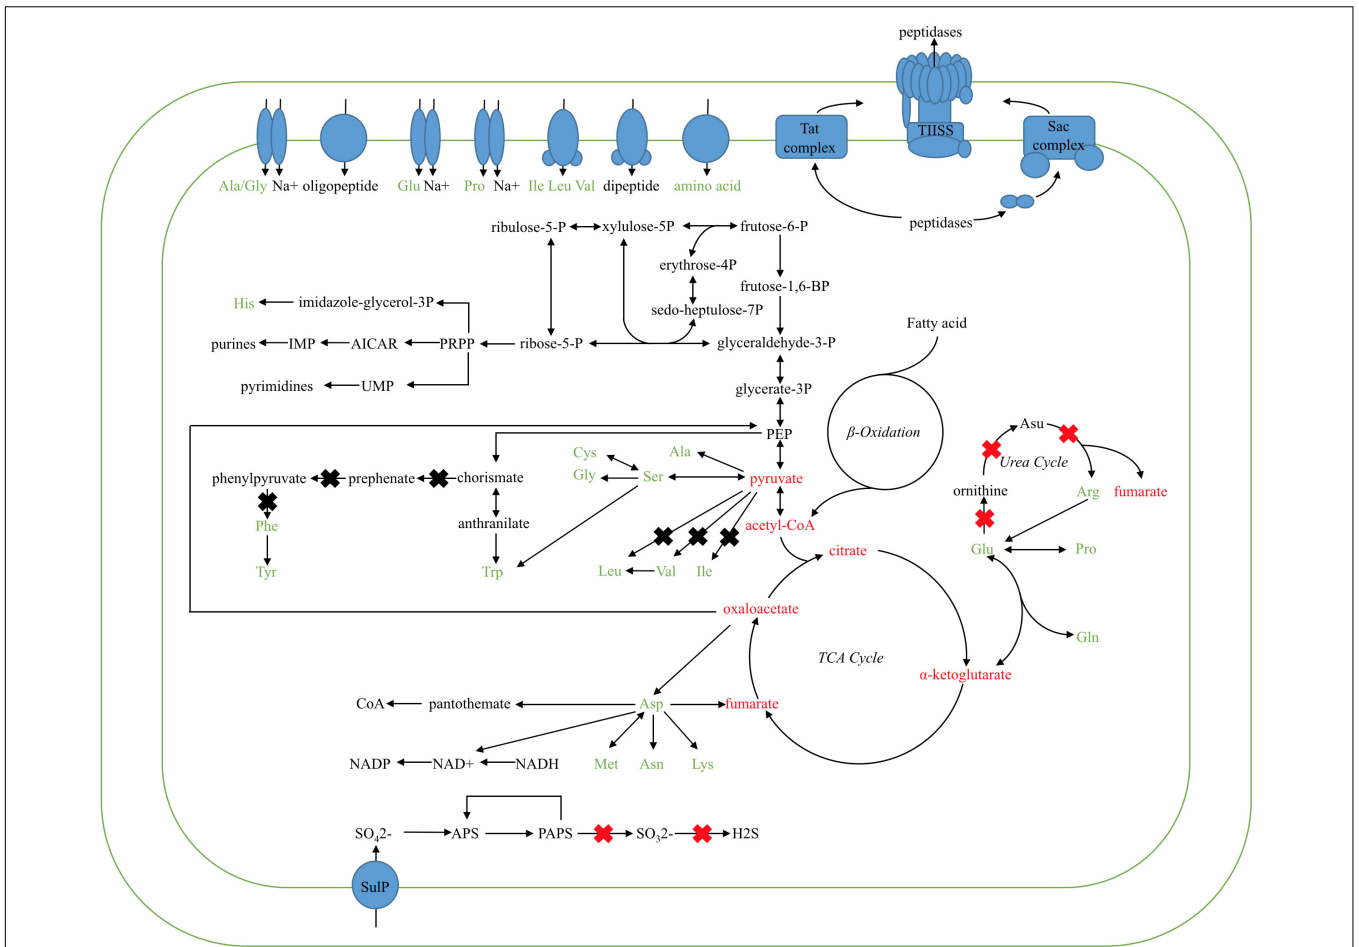 peptidases
Tat
complex
TIISS
Sac
complex
Ala/Gly Na+ oligopeptide Glu Na+ Pro Na+ Ile Leu Val dipeptide amino acid
peptidases
ribulose-5-P xylulose-5P frutose-6-P
erythrose-4P
frutose-1,6-BP
His imidazole-glycerol-3P sedo-heptulose-7P
Fatty acid
purines IMP AICAR PRPP ribose-5-P glyceraldehyde-3-P
pyrimidines UMP glycerate-3P
PEP β-Oxidation Asu
Cys Ala Urea Cycle
phenylpyruvate prephenate chorismate Gly Ser pyruvate
ornithine Arg fumarate
Phe anthranilate acetyl-CoA
citrate Glu Pro
Tyr Trp Leu Val Ile
oxaloacetate
Gln
TCA Cycle
α-ketoglutarate
CoA pantothemate Asp fumarate
NADP NAD+ NADH Met Asn Lys
SO42- APS PAPS SO32- H2S
SulP